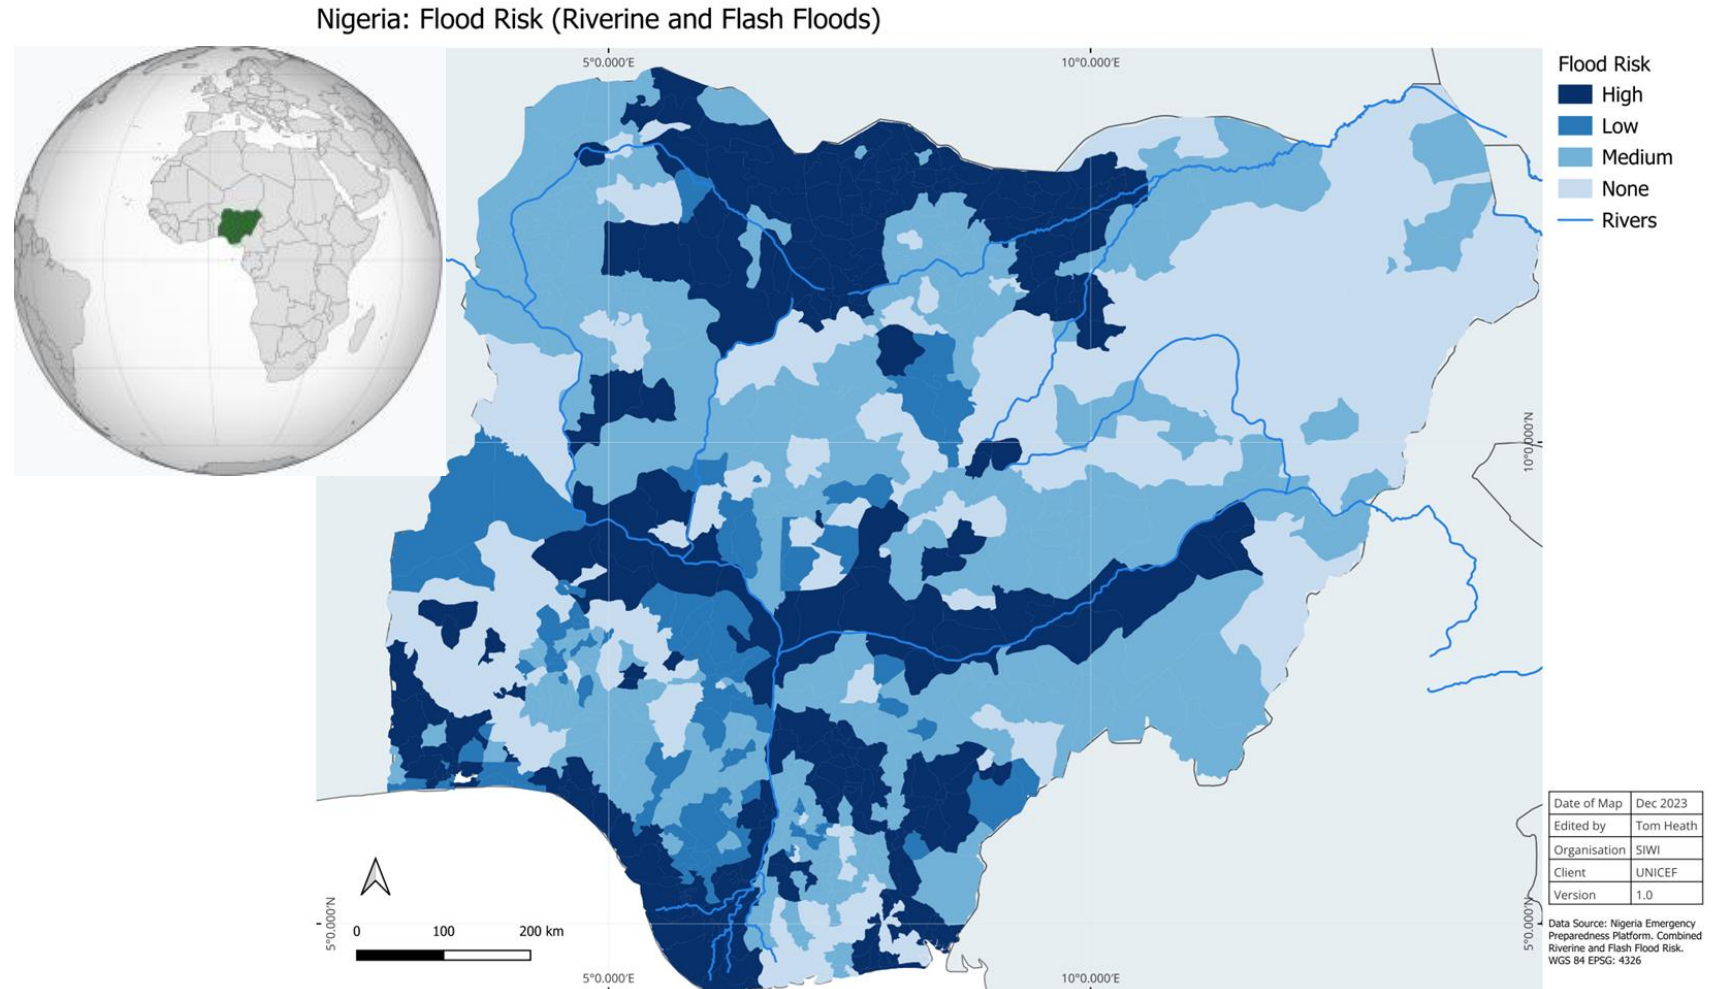 Nigeria: Flood Risk (Riverine and Flash Floods)
5°0.000'E
10°0.000'E
Flood Risk
High
Low
Medium
None
Rivers
10°0.000'N
Date of Map Dec 2023
Edited by Tom Heath
Organisation SIWI
Client UNICEF
Version 1.0
5°0.000'N
5°0.000'N
0 100 200 km
Data Source: Nigeria Emergency
Preparedness Platform. Combined
Riverine and Flash Flood Risk.
WGS 84 EPSG: 4326
5°0.000'E
10°0.000'E